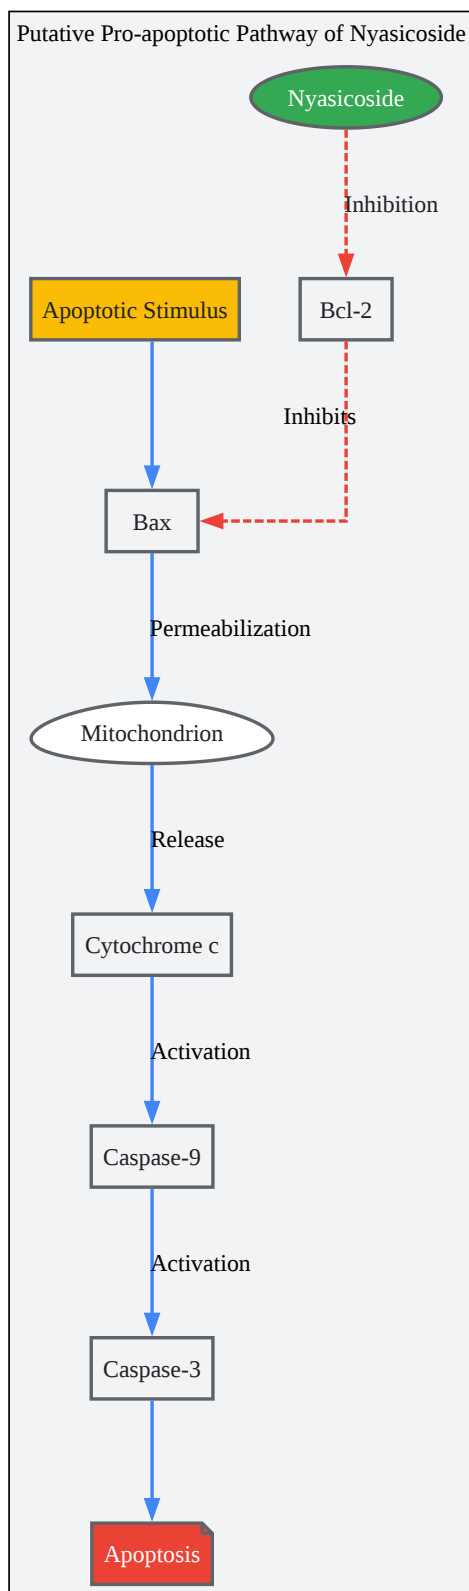 Putative Pro-apoptotic Pathway of Nyasicoside
Nyasicoside
Inhibition
Apoptotic Stimulus
Bcl-2
Inhibits
Bax
Permeabilization
Mitochondrion
Release
Cytochrome c
Activation
Caspase-9
Activation
Caspase-3
Apoptosis